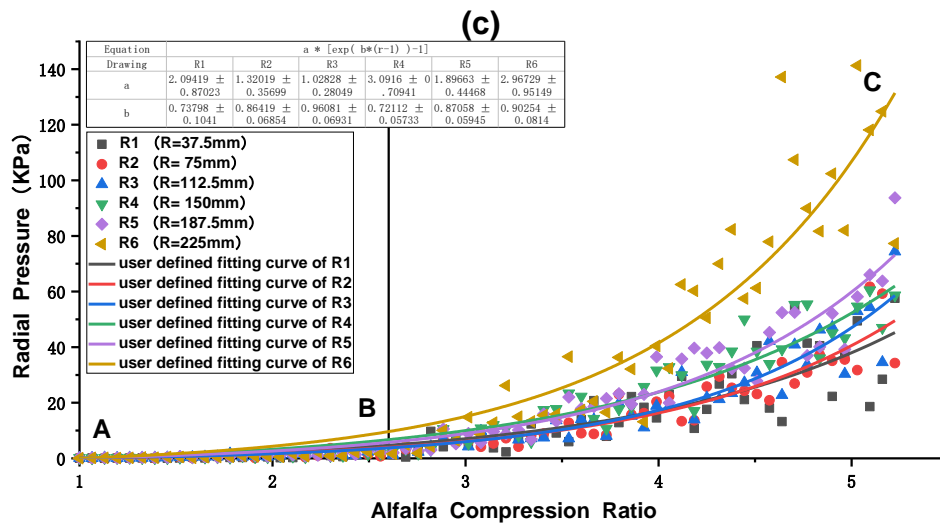 (c)
Equation a * [exp( b*(r-1) )-1]
Drawing R1 R2 R3 R4 R5 R6
a 2.09419 ± 0.87023 1.32019 ± 0.35699 1.02828 ± 0.28049 3.0916 ± 0 .70941 1.89663 ± 0.44468 2.96729 ± 0.95149
b 0.73798 ± 0.1041 0.86419 ± 0.06854 0.96081 ± 0.06931 0.72112 ± 0.05733 0.87058 ± 0.05945 0.90254 ± 0.0814
R1 (R=37.5mm)
R2 (R= 75mm)
R3 (R=112.5mm)
R4 (R= 150mm)
R5 (R=187.5mm)
R6 (R=225mm)
user defined fitting curve of R1
user defined fitting curve of R2
user defined fitting curve of R3
user defined fitting curve of R4
user defined fitting curve of R5
user defined fitting curve of R6
A
B
C
Radial Pressure (KPa)
140
120
100
80
60
40
20
0
1 2 3 4 5
Alfalfa Compression Ratio